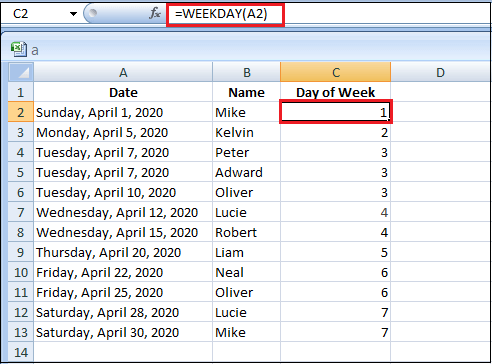 C2 fx =WEEKDAY(A2)
a
A B C D
1 Date Name Day of Week
2 Sunday, April 1, 2020 Mike 1
3 Monday, April 5, 2020 Kelvin 2
4 Tuesday, April 7, 2020 Peter 3
5 Tuesday, April 7, 2020 Adward 3
6 Tuesday, April 10, 2020 Oliver 3
7 Wednesday, April 12, 2020 Lucie 4
8 Wednesday, April 15, 2020 Robert 4
9 Thursday, April 20, 2020 Liam 5
10 Friday, April 22, 2020 Neal 6
11 Friday, April 25, 2020 Oliver 6
12 Saturday, April 28, 2020 Lucie 7
13 Saturday, April 30, 2020 Mike 7
14